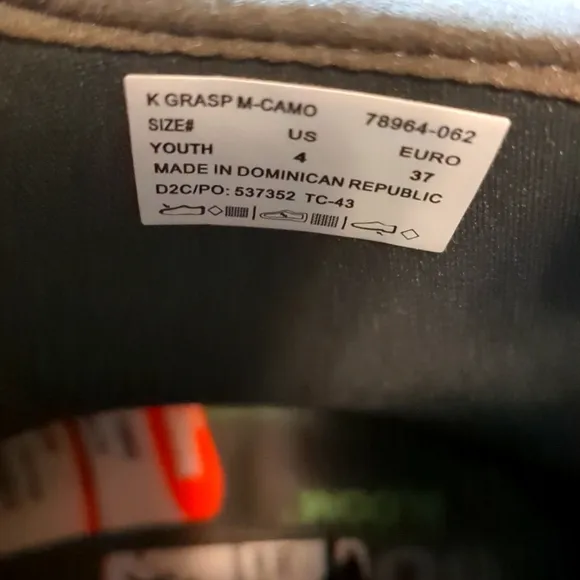 K GRASP M-CAMO 78964-062
SIZE# US EURO
YOUTH 4 37
MADE IN DOMINICAN REPUBLIC
D2C/PO: 537352 TC-43